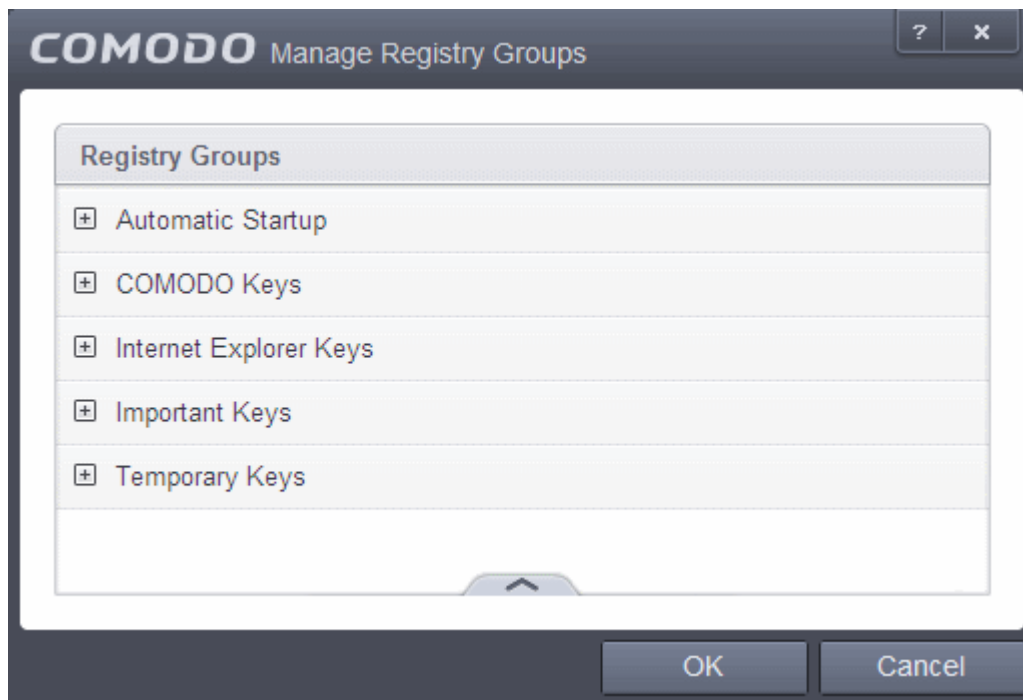 COMODO Manage Registry Groups
? ×
Registry Groups
Automatic Startup
COMODO Keys
Internet Explorer Keys
Important Keys
Temporary Keys
OK Cancel